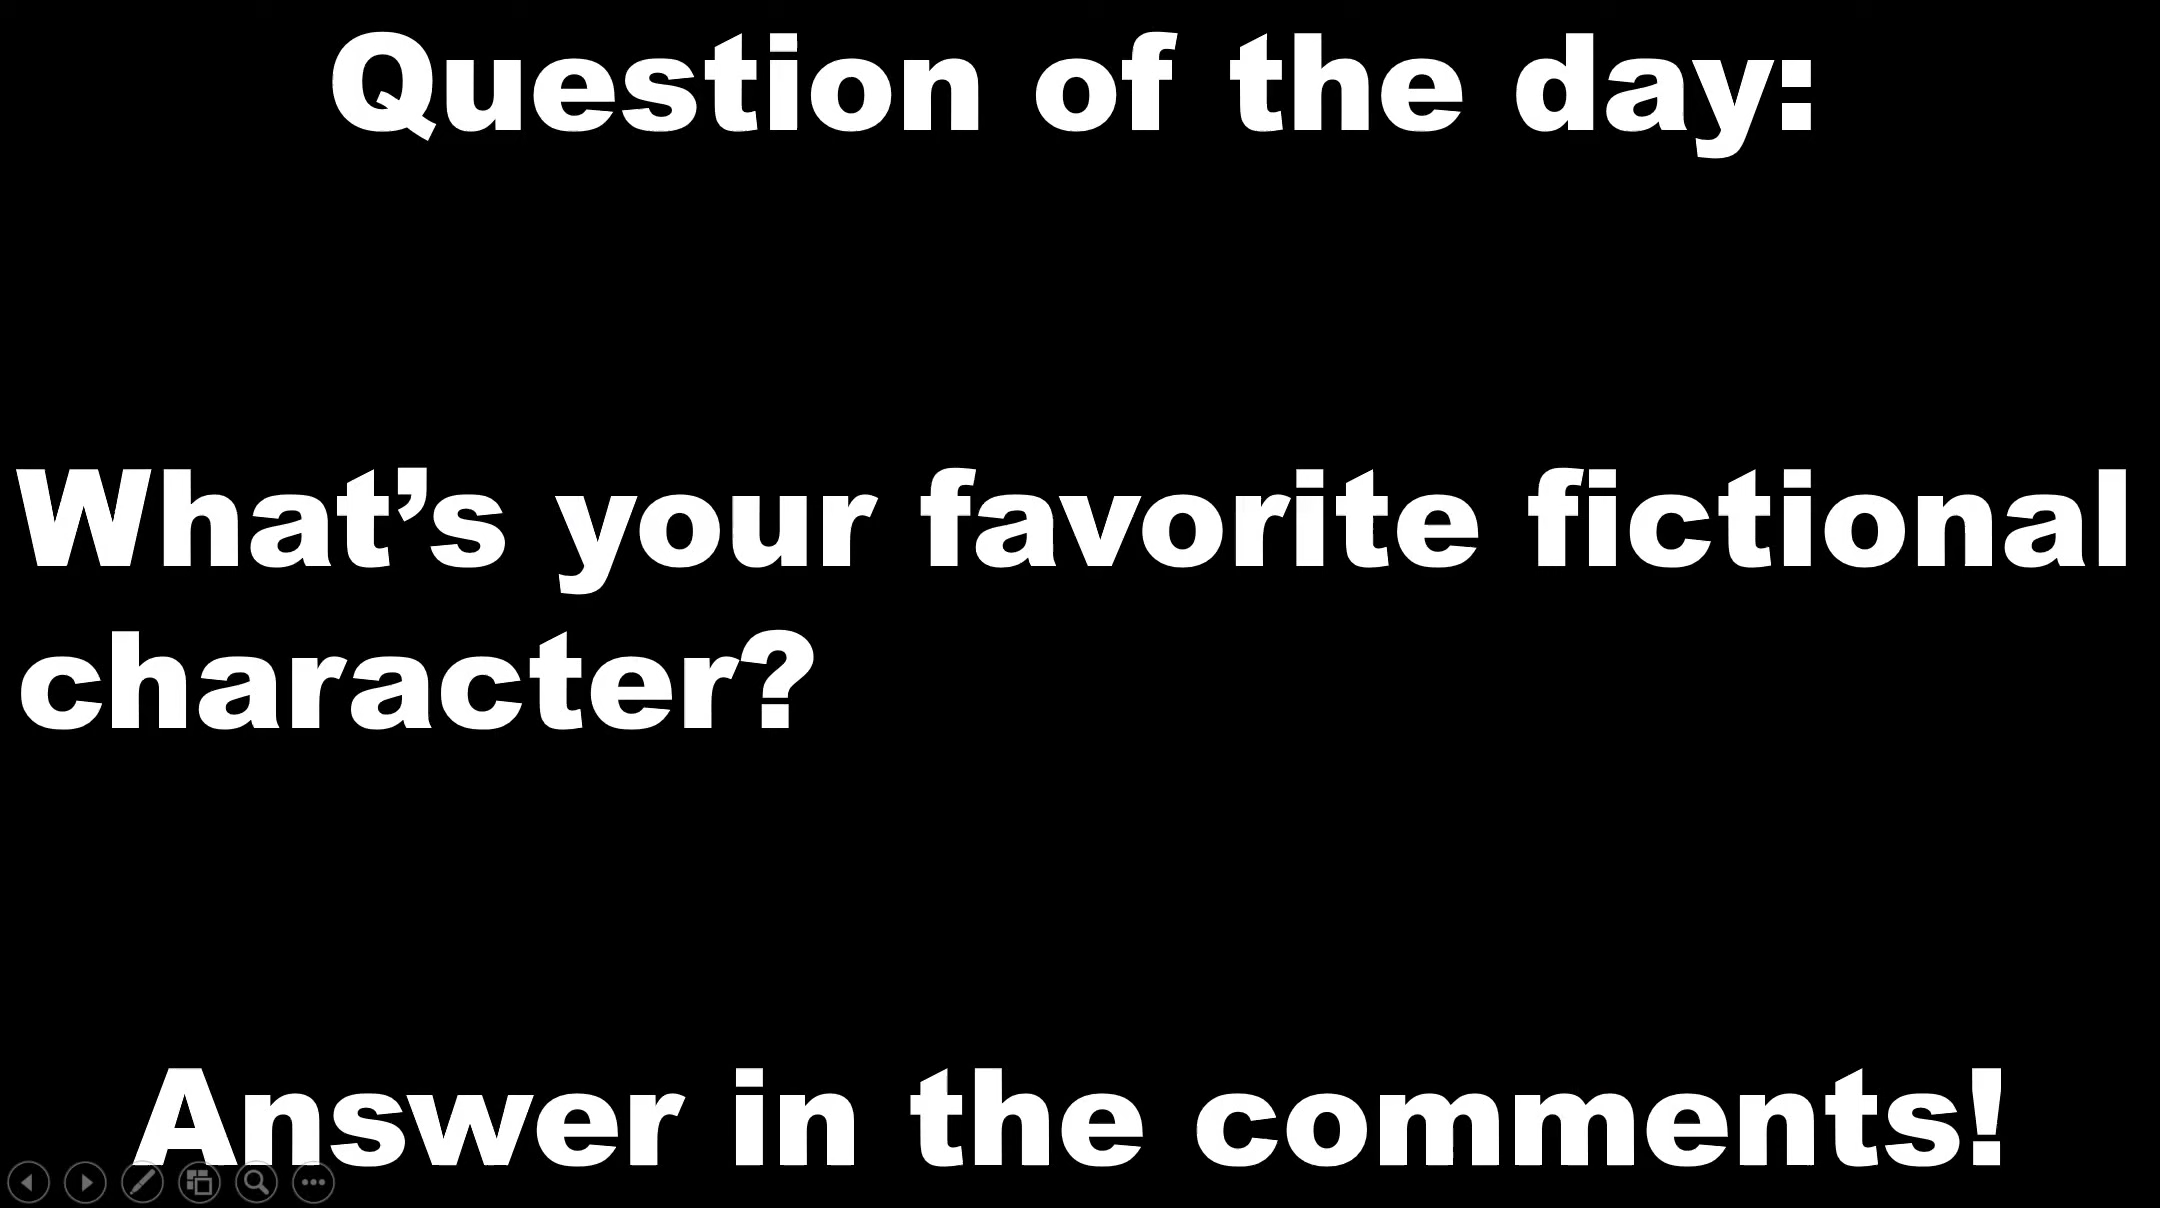 Question of the day:
What’s your favorite fictional
character?
Answer in the comments!